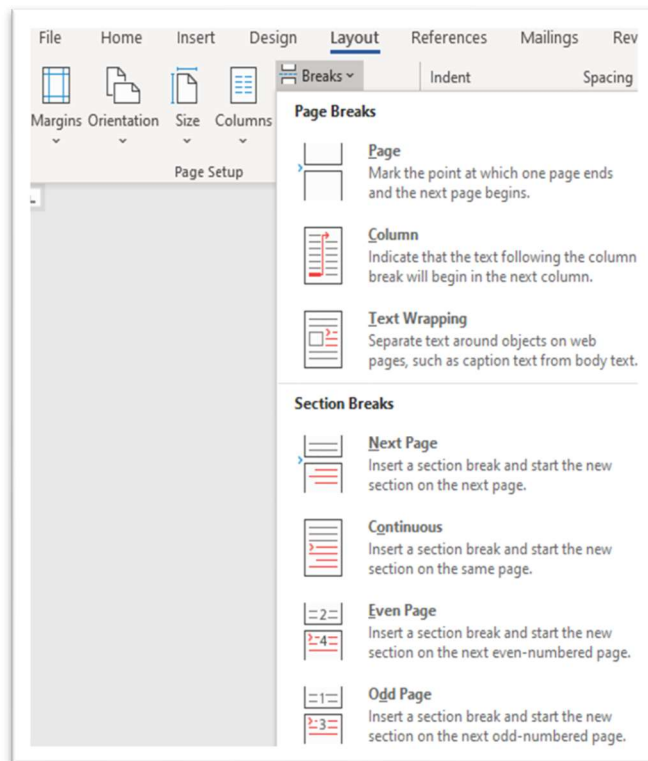 File Home Insert Design Layout References Mailings Rev
Breaks Indent Spacing
Margins Orientation Size Columns
Page Setup
Page Breaks
Page
Mark the point at which one page ends
and the next page begins.
Column
Indicate that the text following the column
break will begin in the next column.
Text Wrapping
Separate text around objects on web
pages, such as caption text from body text.
Section Breaks
Next Page
Insert a section break and start the new
section on the next page.
Continuous
Insert a section break and start the new
section on the same page.
=2=
Even Page
=4=
Insert a section break and start the new
section on the next even-numbered page.
=1=
Odd Page
=3=
Insert a section break and start the new
section on the next odd-numbered page.